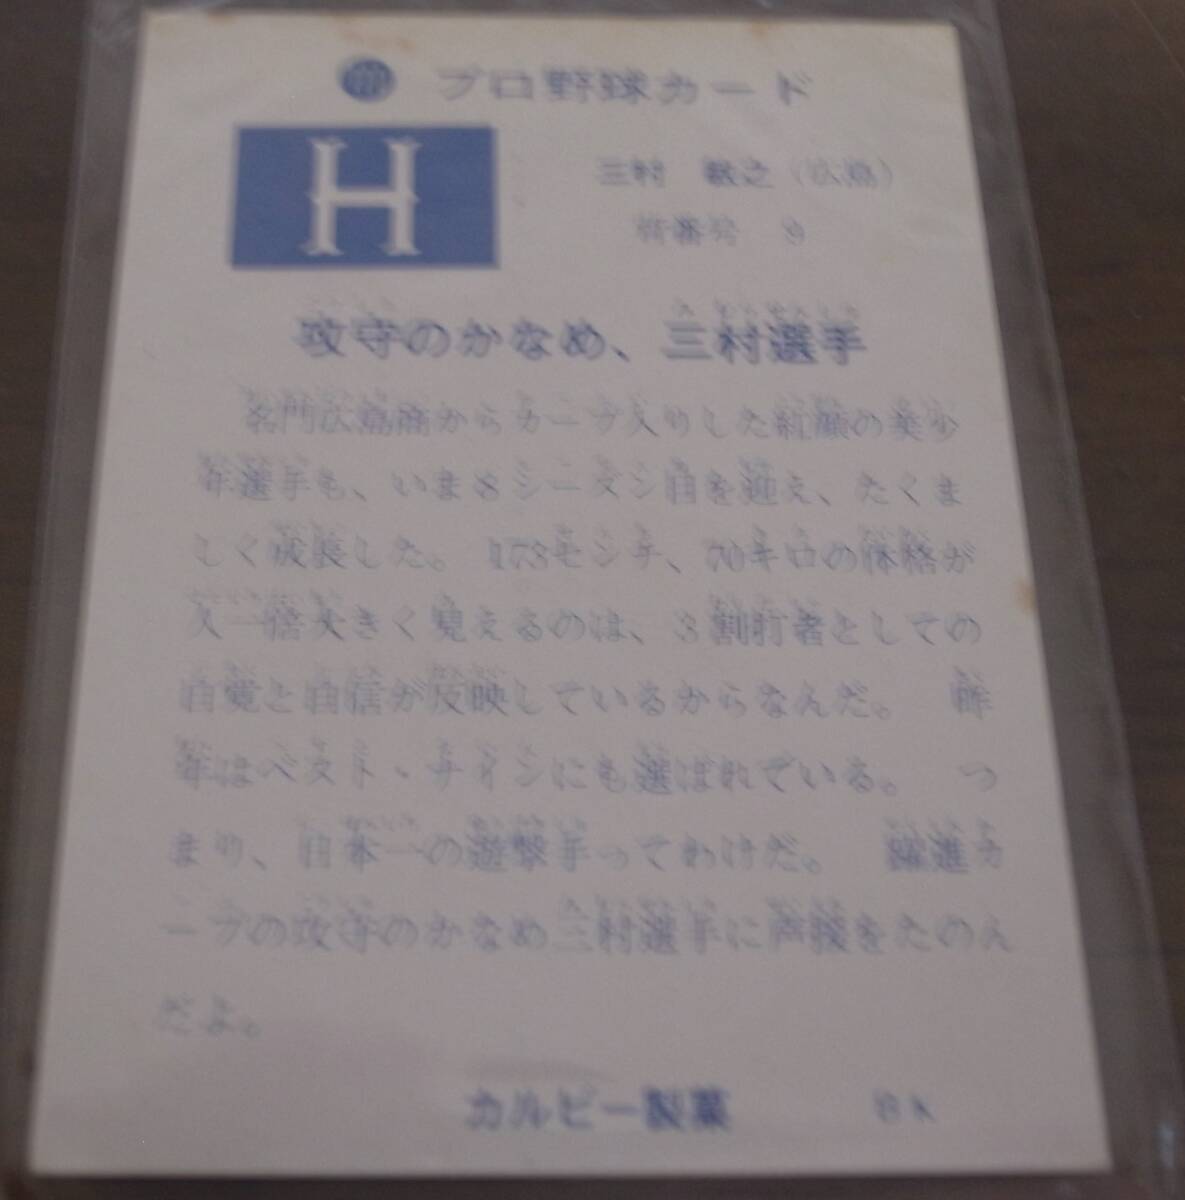 プロ野球カード
H
三村 敏之（広島）
背番号 9
攻守のかなめ、三村選手
名門広島商からカープ入りした紅顔の美少
年選手も、いま8シーズン目を迎え、たくま
しく成長した。173センチ、70キロの体格が
人一倍大きく見えるのは、3割打者としての
自覚と自信が反映しているからなんだ。昨
年はベスト・ナインにも選ばれている。つ
まり、日本一の遊撃手ってわけだ。躍進カ
ープの攻守のかなめ三村選手に声援をたのん
だよ。
カルビー製菓